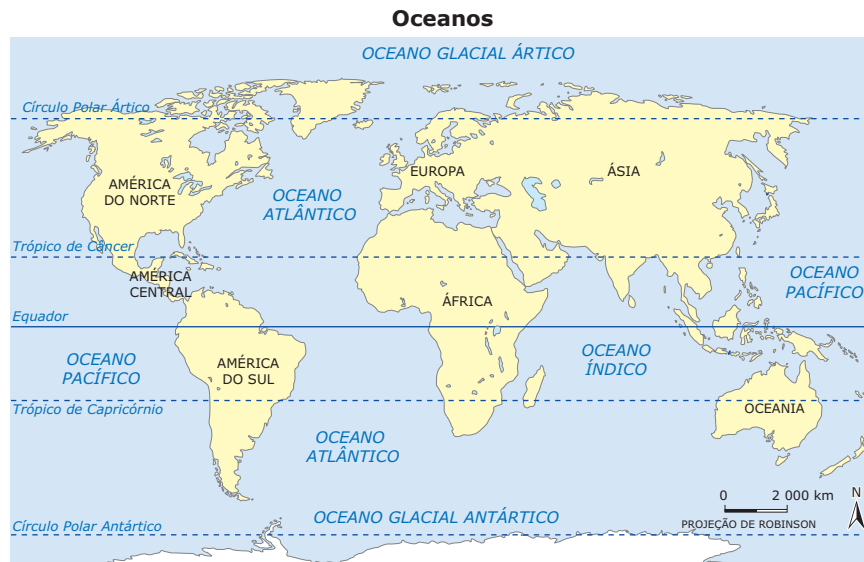 Oceanos
OCEANO GLACIAL ÁRTICO
Círculo Polar Ártico
AMÉRICA
DO NORTE
OCEANO
ATLÂNTICO
EUROPA
ÁSIA
Trópico de Câncer
AMÉRICA
CENTRAL
OCEANO
PACÍFICO
ÁFRICA
Equador
OCEANO
PACÍFICO
AMÉRICA
DO SUL
OCEANO
ÍNDICO
Trópico de Capricórnio
OCEANIA
OCEANO
ATLÂNTICO
0 2 000 km
N
PROJEÇÃO DE ROBINSON
Círculo Polar Antártico
OCEANO GLACIAL ANTÁRTICO